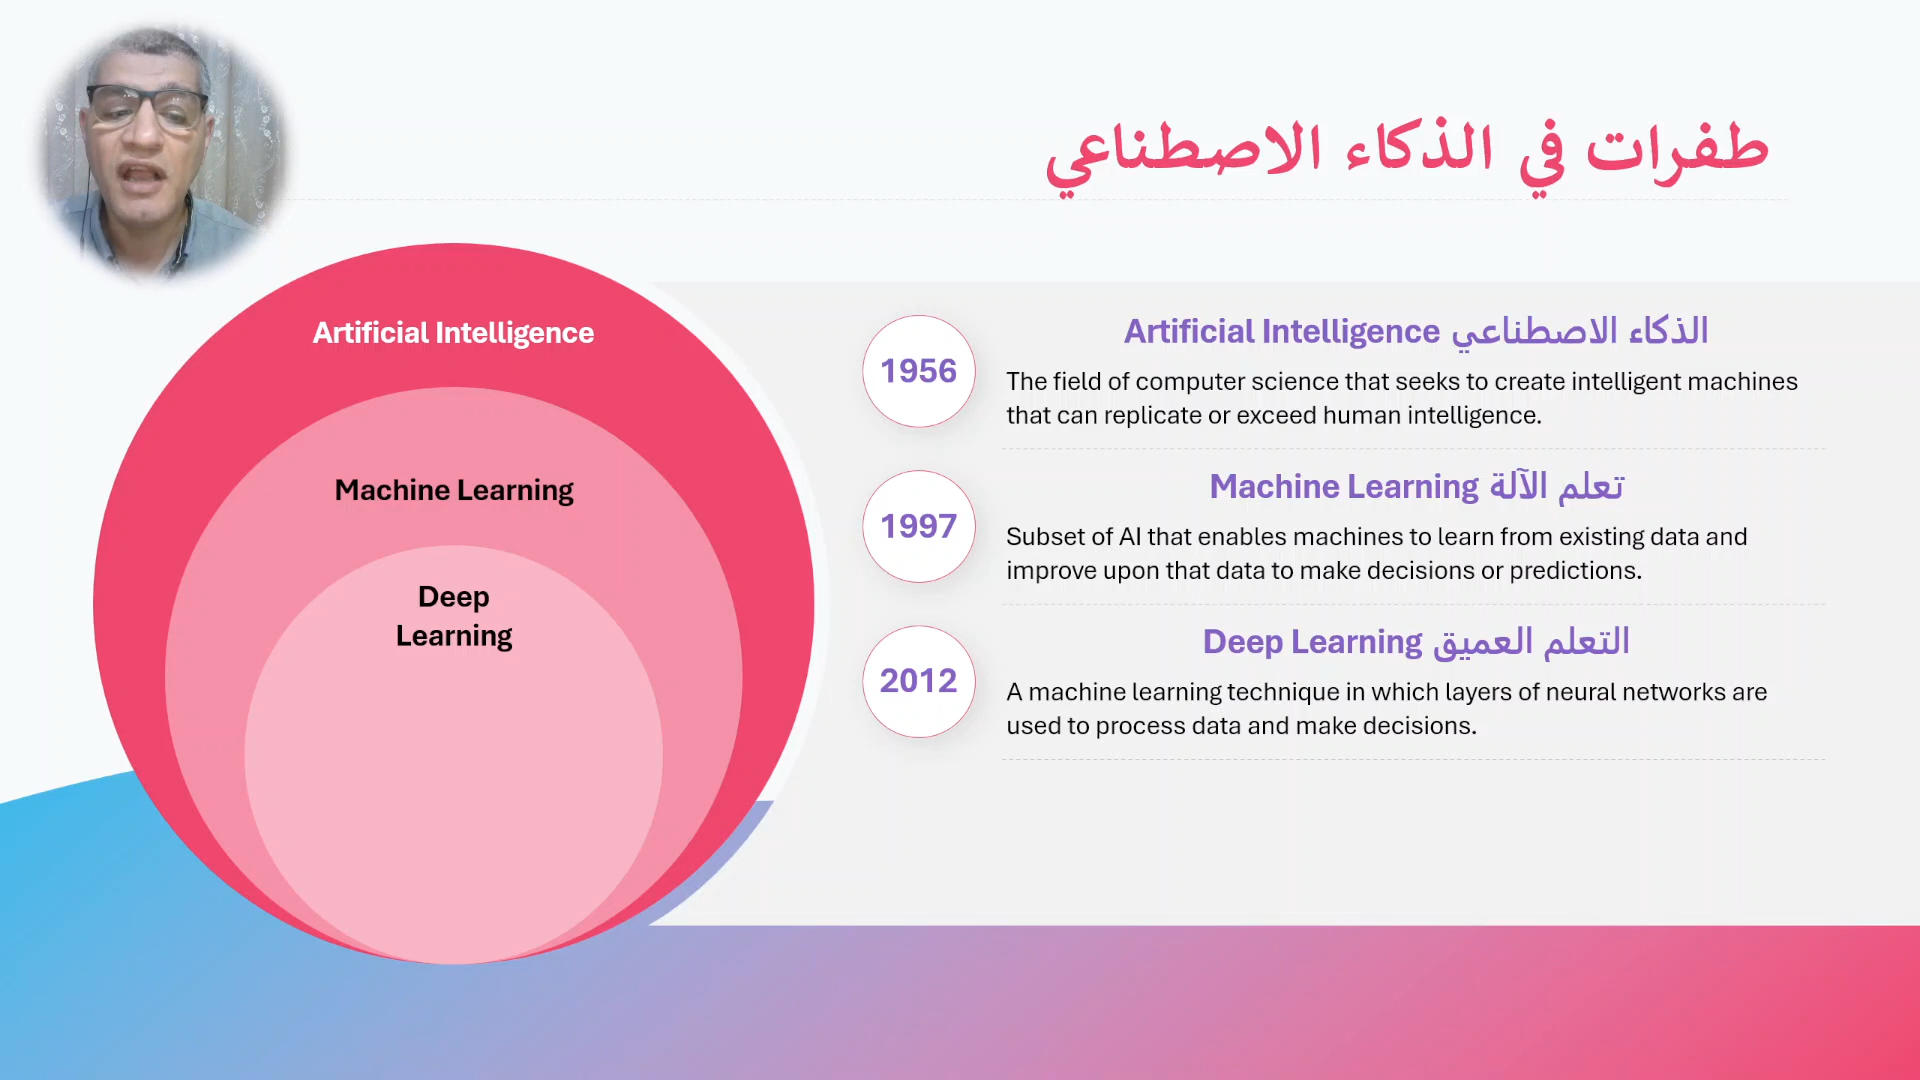 طفرات في الذكاء الاصطناعي
Artificial Intelligence
Machine Learning
Deep
Learning
1956
Artificial Intelligence الذكاء الاصطناعي
The field of computer science that seeks to create intelligent machines
that can replicate or exceed human intelligence.
1997
Machine Learning تعلم الآلة
Subset of AI that enables machines to learn from existing data and
improve upon that data to make decisions or predictions.
2012
Deep Learning التعلم العميق
A machine learning technique in which layers of neural networks are
used to process data and make decisions.